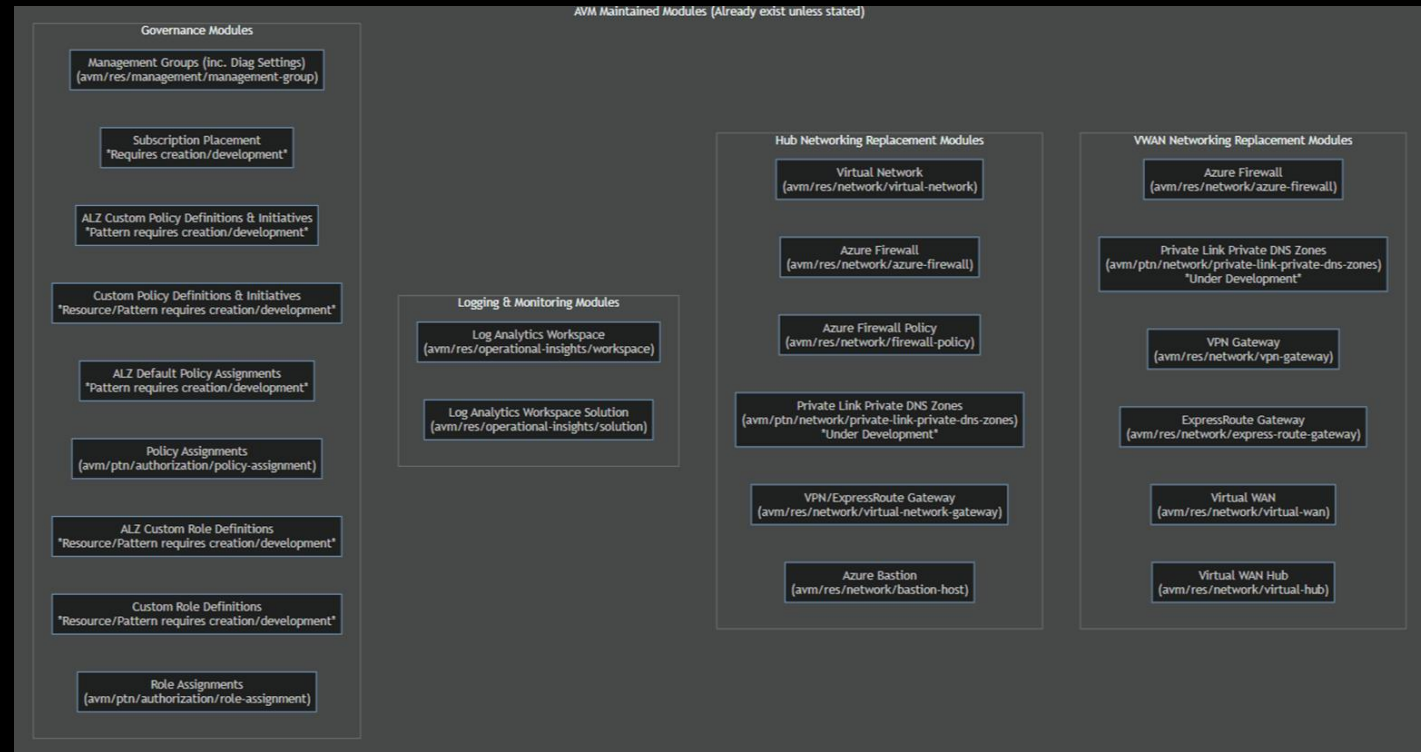 AVM Maintained Modules (Already exist unless stated)
Governance Modules
Management Groups (inc. Diag Settings)
(avm/res/management/management-group)
Subscription Placement
*Requires creation/development*
ALZ Custom Policy Definitions & Initiatives
*Pattern requires creation/development*
Custom Policy Definitions & Initiatives
*Resource/Pattern requires creation/development*
ALZ Default Policy Assignments
*Pattern requires creation/development*
Policy Assignments
(avm/ptn/authorization/policy-assignment)
ALZ Custom Role Definitions
*Resource/Pattern requires creation/development*
Custom Role Definitions
*Resource/Pattern requires creation/development*
Role Assignments
(avm/ptn/authorization/role-assignment)
Logging & Monitoring Modules
Log Analytics Workspace
(avm/res/operational-insights/workspace)
Log Analytics Workspace Solution
(avm/res/operational-insights/solution)
Hub Networking Replacement Modules
Virtual Network
(avm/res/network/virtual-network)
Azure Firewall
(avm/res/network/azure-firewall)
Azure Firewall Policy
(avm/res/network/firewall-policy)
Private Link Private DNS Zones
(avm/ptn/network/private-link-private-dns-zones)
*Under Development*
VPN/ExpressRoute Gateway
(avm/res/network/virtual-network-gateway)
Azure Bastion
(avm/res/network/bastion-host)
VWAN Networking Replacement Modules
Azure Firewall
(avm/res/network/azure-firewall)
Private Link Private DNS Zones
(avm/ptn/network/private-link-private-dns-zones)
*Under Development*
VPN Gateway
(avm/res/network/vpn-gateway)
ExpressRoute Gateway
(avm/res/network/express-route-gateway)
Virtual WAN
(avm/res/network/virtual-wan)
Virtual WAN Hub
(avm/res/network/virtual-hub)